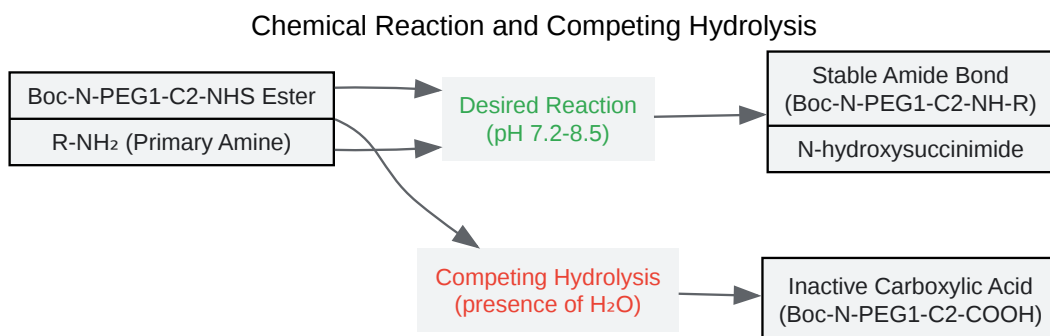 Chemical Reaction and Competing Hydrolysis
Boc-N-PEG1-C2-NHS Ester
R-NH₂ (Primary Amine)
Desired Reaction
(pH 7.2-8.5)
Stable Amide Bond
(Boc-N-PEG1-C2-NH-R)
N-hydroxysuccinimide
Competing Hydrolysis
(presence of H₂O)
Inactive Carboxylic Acid
(Boc-N-PEG1-C2-COOH)